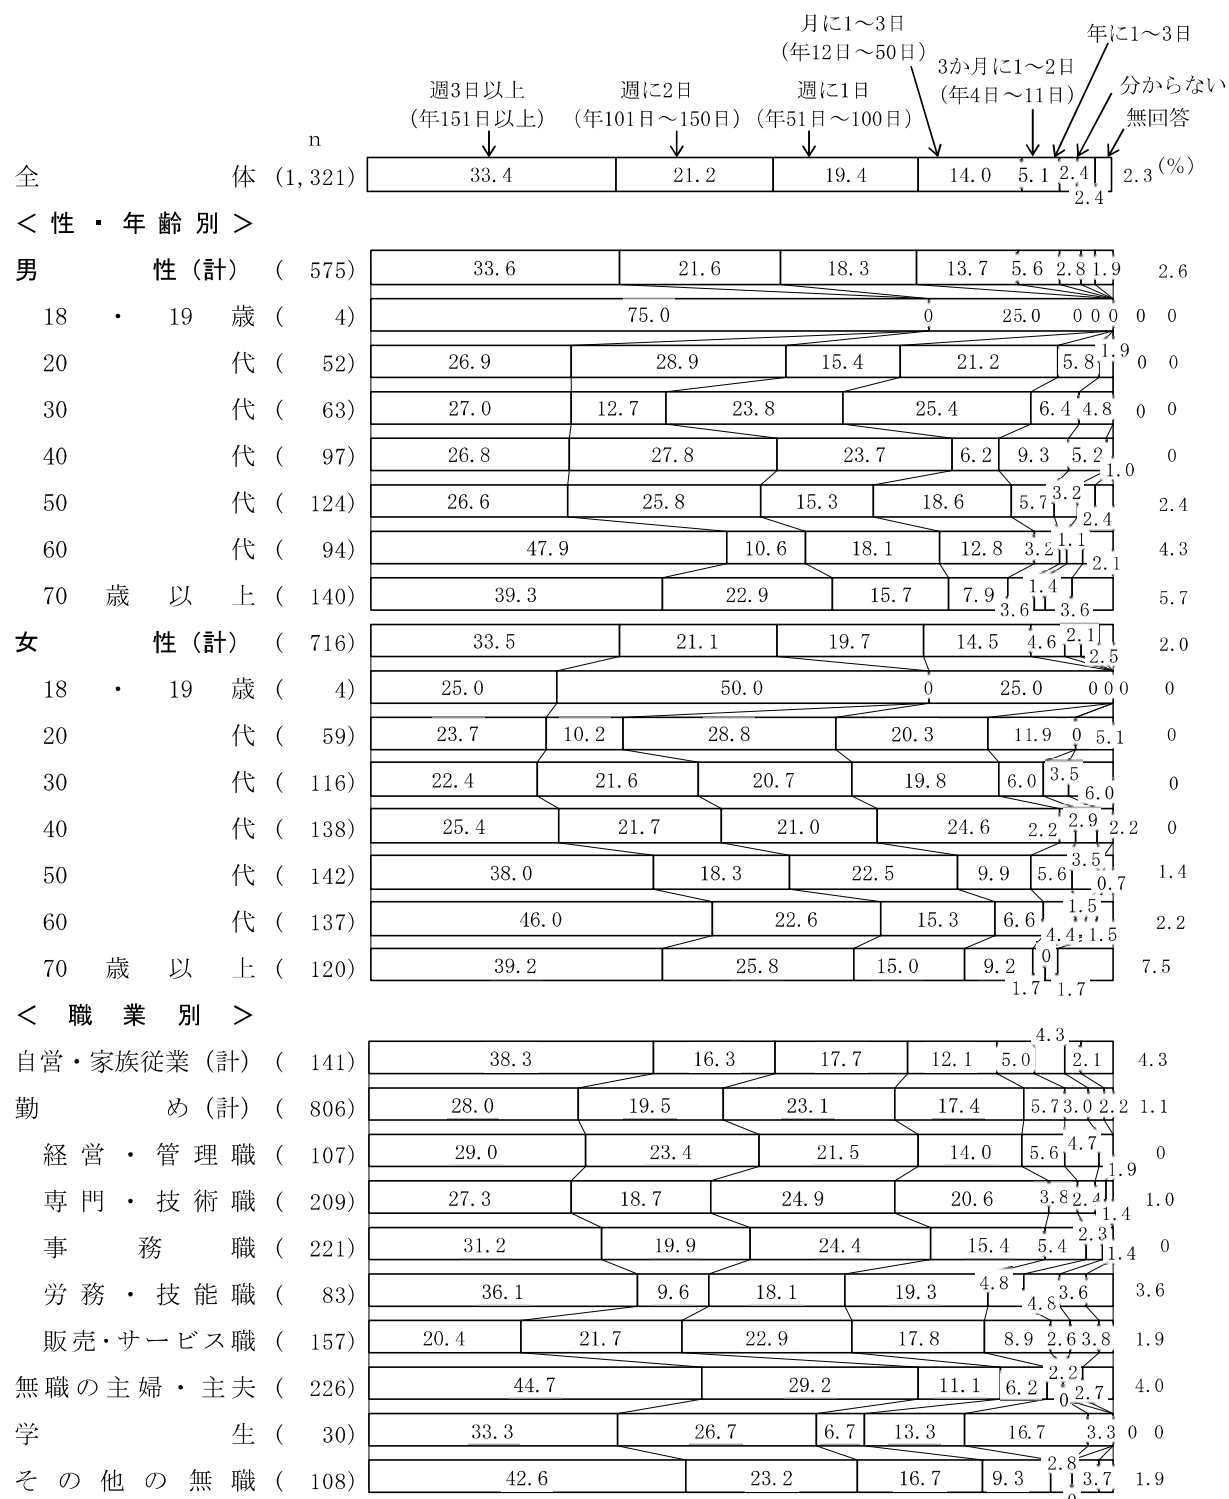 月に1～3日
(年12日～50日)
年に1～3日
3か月に1～2日
(年4日～11日)
分からない
無回答
週3日以上
(年151日以上)
週に2日
(年101日～150日)
週に1日
(年51日～100日)
n
(%)
全体 (1,321) 33.4 21.2 19.4 14.0 5.1 2.4 2.4 2.3
＜性・年齢別＞
男性(計) ( 575) 33.6 21.6 18.3 13.7 5.6 2.8 1.9 2.6
18・19歳 ( 4) 75.0 0 25.0 0 0 0 0 0
20代 ( 52) 26.9 28.9 15.4 21.2 5.8 1.9 0 0
30代 ( 63) 27.0 12.7 23.8 25.4 6.4 4.8 0 0
40代 ( 97) 26.8 27.8 23.7 6.2 9.3 5.2 1.0 0
50代 ( 124) 26.6 25.8 15.3 18.6 5.7 3.2 2.4 2.4
60代 ( 94) 47.9 10.6 18.1 12.8 3.2 1.1 2.1 4.3
70歳以上 ( 140) 39.3 22.9 15.7 7.9 3.6 1.4 3.6 5.7
女性(計) ( 716) 33.5 21.1 19.7 14.5 4.6 2.1 2.5 2.0
18・19歳 ( 4) 25.0 50.0 0 25.0 0 0 0 0
20代 ( 59) 23.7 10.2 28.8 20.3 11.9 0 5.1 0
30代 ( 116) 22.4 21.6 20.7 19.8 6.0 3.5 6.0 0
40代 ( 138) 25.4 21.7 21.0 24.6 2.2 2.9 2.2 0
50代 ( 142) 38.0 18.3 22.5 9.9 5.6 3.5 0.7 1.4
60代 ( 137) 46.0 22.6 15.3 6.6 4.4 1.5 1.5 2.2
70歳以上 ( 120) 39.2 25.8 15.0 9.2 1.7 0 1.7 7.5
＜職業別＞
自営・家族従業(計) ( 141) 38.3 16.3 17.7 12.1 5.0 4.3 2.1 4.3
勤め(計) ( 806) 28.0 19.5 23.1 17.4 5.7 3.0 2.2 1.1
経営・管理職 ( 107) 29.0 23.4 21.5 14.0 5.6 4.7 1.9 0
専門・技術職 ( 209) 27.3 18.7 24.9 20.6 3.8 2.4 1.4 1.0
事務職 ( 221) 31.2 19.9 24.4 15.4 5.4 2.3 1.4 0
労務・技能職 ( 83) 36.1 9.6 18.1 19.3 4.8 4.8 3.6 3.6
販売・サービス職 ( 157) 20.4 21.7 22.9 17.8 8.9 2.6 3.8 1.9
無職の主婦・主夫 ( 226) 44.7 29.2 11.1 6.2 2.2 0 2.7 4.0
学生 ( 30) 33.3 26.7 6.7 13.3 16.7 3.3 0 0
その他の無職 ( 108) 42.6 23.2 16.7 9.3 2.8 0 3.7 1.9